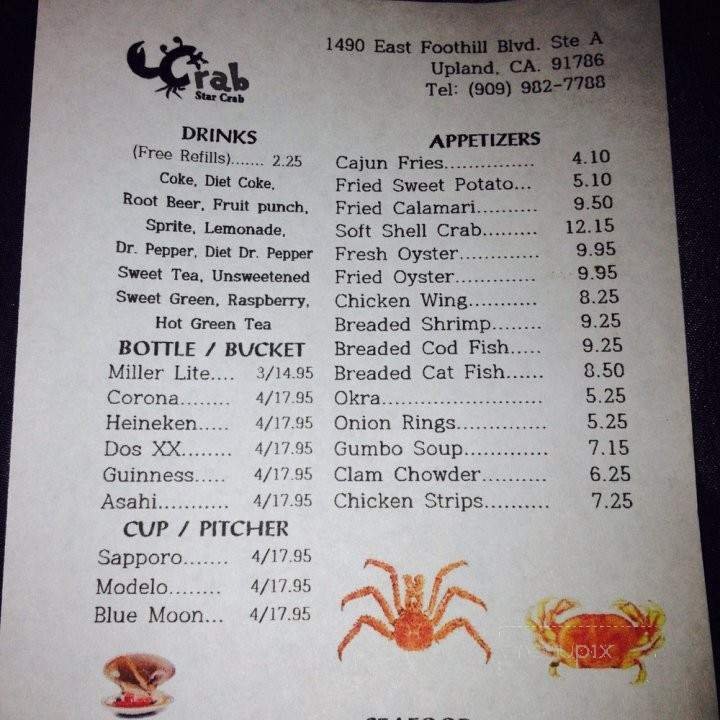 Crab
Star Crab
1490 East Foothill Blvd. Ste A
Upland, CA. 91786
Tel: (909) 982-7788
DRINKS
(Free Refills)....... 2.25
Coke, Diet Coke,
Root Beer, Fruit punch,
Sprite, Lemonade,
Dr. Pepper, Diet Dr. Pepper
Sweet Tea, Unsweetened
Sweet Green, Raspberry,
Hot Green Tea
BOTTLE / BUCKET
Miller Lite.... 3/14.95
Corona........ 4/17.95
Heineken..... 4/17.95
Dos XX........ 4/17.95
Guinness..... 4/17.95
Asahi........... 4/17.95
CUP / PITCHER
Sapporo....... 4/17.95
Modelo........ 4/17.95
Blue Moon... 4/17.95
APPETIZERS
Cajun Fries.............. 4.10
Fried Sweet Potato... 5.10
Fried Calamari.......... 9.50
Soft Shell Crab......... 12.15
Fresh Oyster............. 9.95
Fried Oyster............. 9.95
Chicken Wing........... 8.25
Breaded Shrimp........ 9.25
Breaded Cod Fish..... 9.25
Breaded Cat Fish...... 8.50
Okra......................... 5.25
Onion Rings.............. 5.25
Gumbo Soup............. 7.15
Clam Chowder.......... 6.25
Chicken Strips.......... 7.25
SEAFOOD